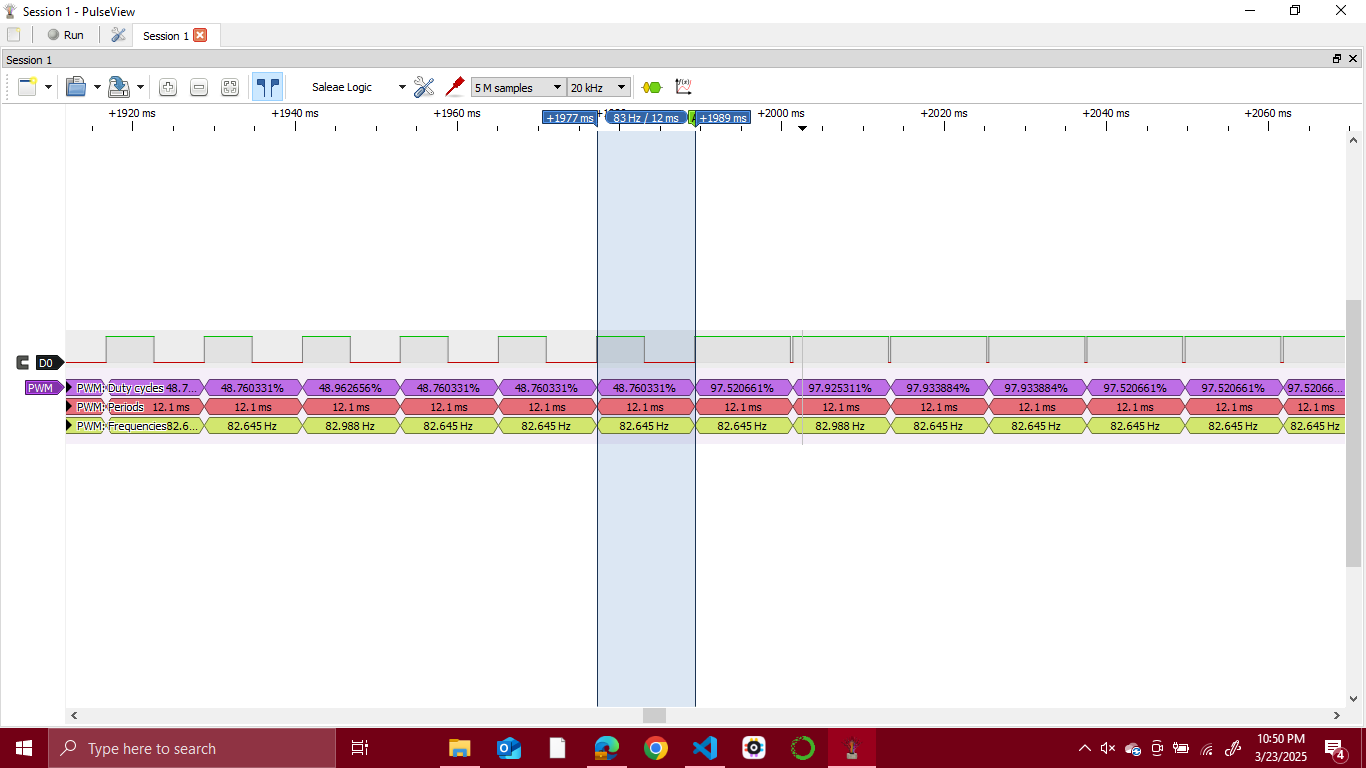 Session 1 - PulseView
Run
Session 1
Session 1
Saleae Logic
5 M samples
20 kHz
+1920 ms +1940 ms +1960 ms +2000 ms +2020 ms +2040 ms +2060 ms
+1977 ms 83 Hz / 12 ms +1989 ms
D0
PWM
PWM: Duty cycles 48.7... 48.760331% 48.962656% 48.760331% 48.760331% 48.760331% 97.520661% 97.925311% 97.933884% 97.933884% 97.520661% 97.520661% 97.52066...
PWM: Periods 12.1 ms 12.1 ms 12.1 ms 12.1 ms 12.1 ms 12.1 ms 12.1 ms 12.1 ms 12.1 ms 12.1 ms 12.1 ms 12.1 ms 12.1 ms
PWM: Frequencies 82.6... 82.645 Hz 82.988 Hz 82.645 Hz 82.645 Hz 82.645 Hz 82.645 Hz 82.988 Hz 82.645 Hz 82.645 Hz 82.645 Hz 82.645 Hz 82.645 Hz
Type here to search
10:50 PM
3/23/2025
4